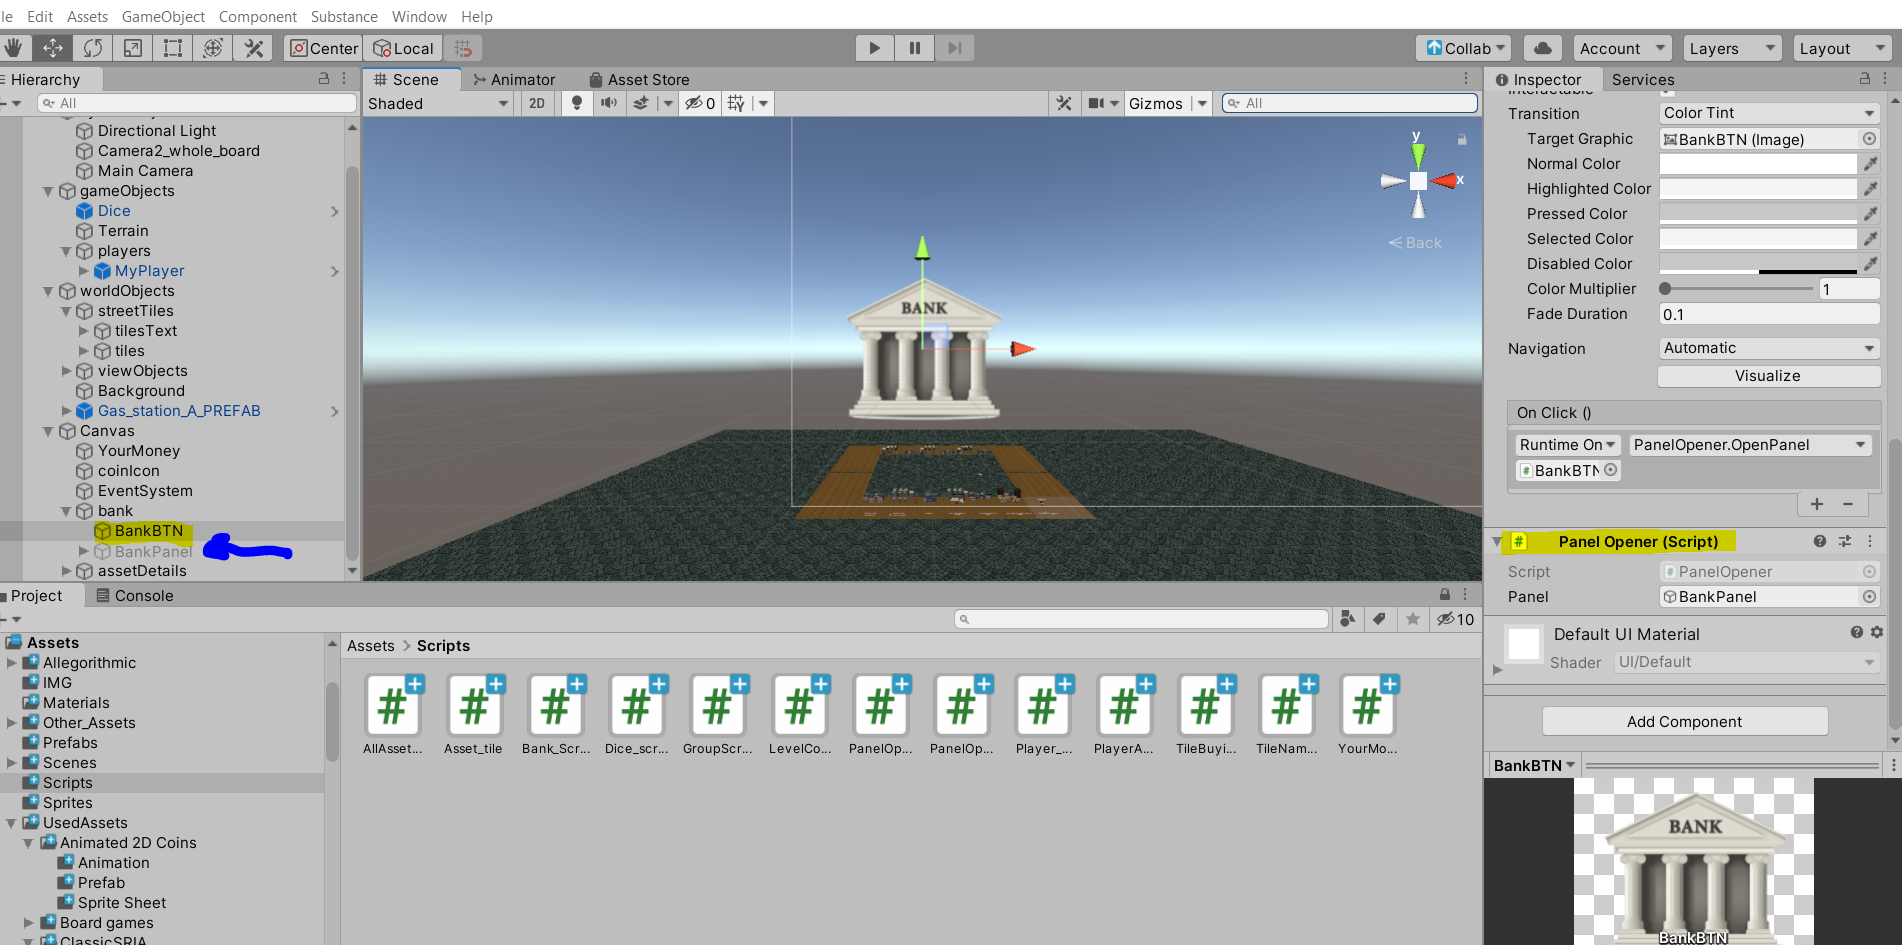 le Edit Assets GameObject Component Substance Window Help
Center Local Collab Account Layers Layout
Hierarchy
All
Directional Light
Camera2_whole_board
Main Camera
gameObjects
Dice
Terrain
players
MyPlayer
worldObjects
streetTiles
tilesText
tiles
viewObjects
Background
Gas_station_A_PREFAB
Canvas
YourMoney
coinIcon
EventSystem
bank
BankBTN
BankPanel
assetDetails
Scene Animator Asset Store
Shaded 2D 0 Gizmos All
y
x
Back
BANK
Inspector Services
Interactable
Transition Color Tint
Target Graphic BankBTN (Image)
Normal Color
Highlighted Color
Pressed Color
Selected Color
Disabled Color
Color Multiplier 1
Fade Duration 0.1
Navigation Automatic
Visualize
On Click ()
Runtime On PanelOpener.OpenPanel
BankBTN
Panel Opener (Script)
Script PanelOpener
Panel BankPanel
Default UI Material
Shader UI/Default
Add Component
BankBTN
BANK
BankBTN
Project Console
10
Assets
Allegorithmic
IMG
Materials
Other_Assets
Prefabs
Scenes
Scripts
Sprites
UsedAssets
Animated 2D Coins
Animation
Prefab
Sprite Sheet
Board games
ClassicSRIA
Assets > Scripts
AllAsset... Asset_tile Bank_Scr... Dice_scr... GroupScr... LevelCo... PanelOp... PanelOp... Player_... PlayerA... TileBuyi... TileNam... YourMo...